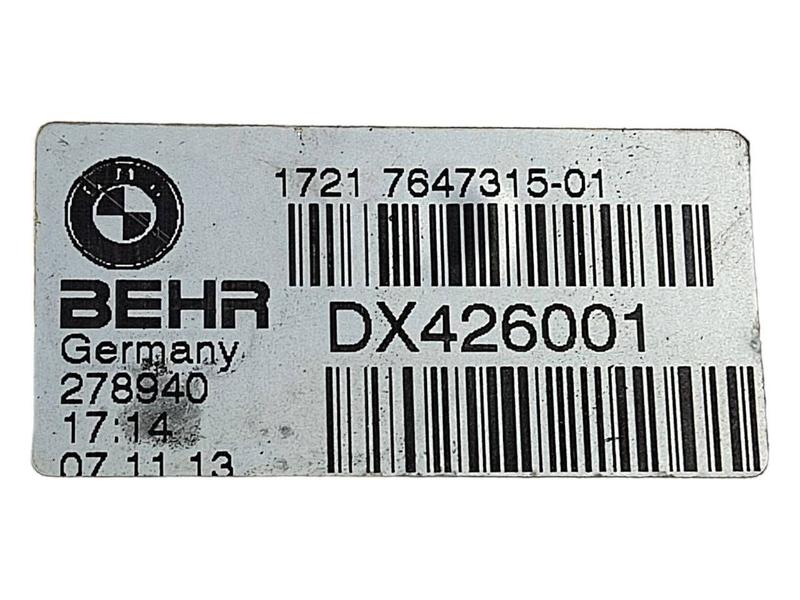 1721 7647315-01
BEHR
DX426001
Germany
278940
17:14
07.11.13